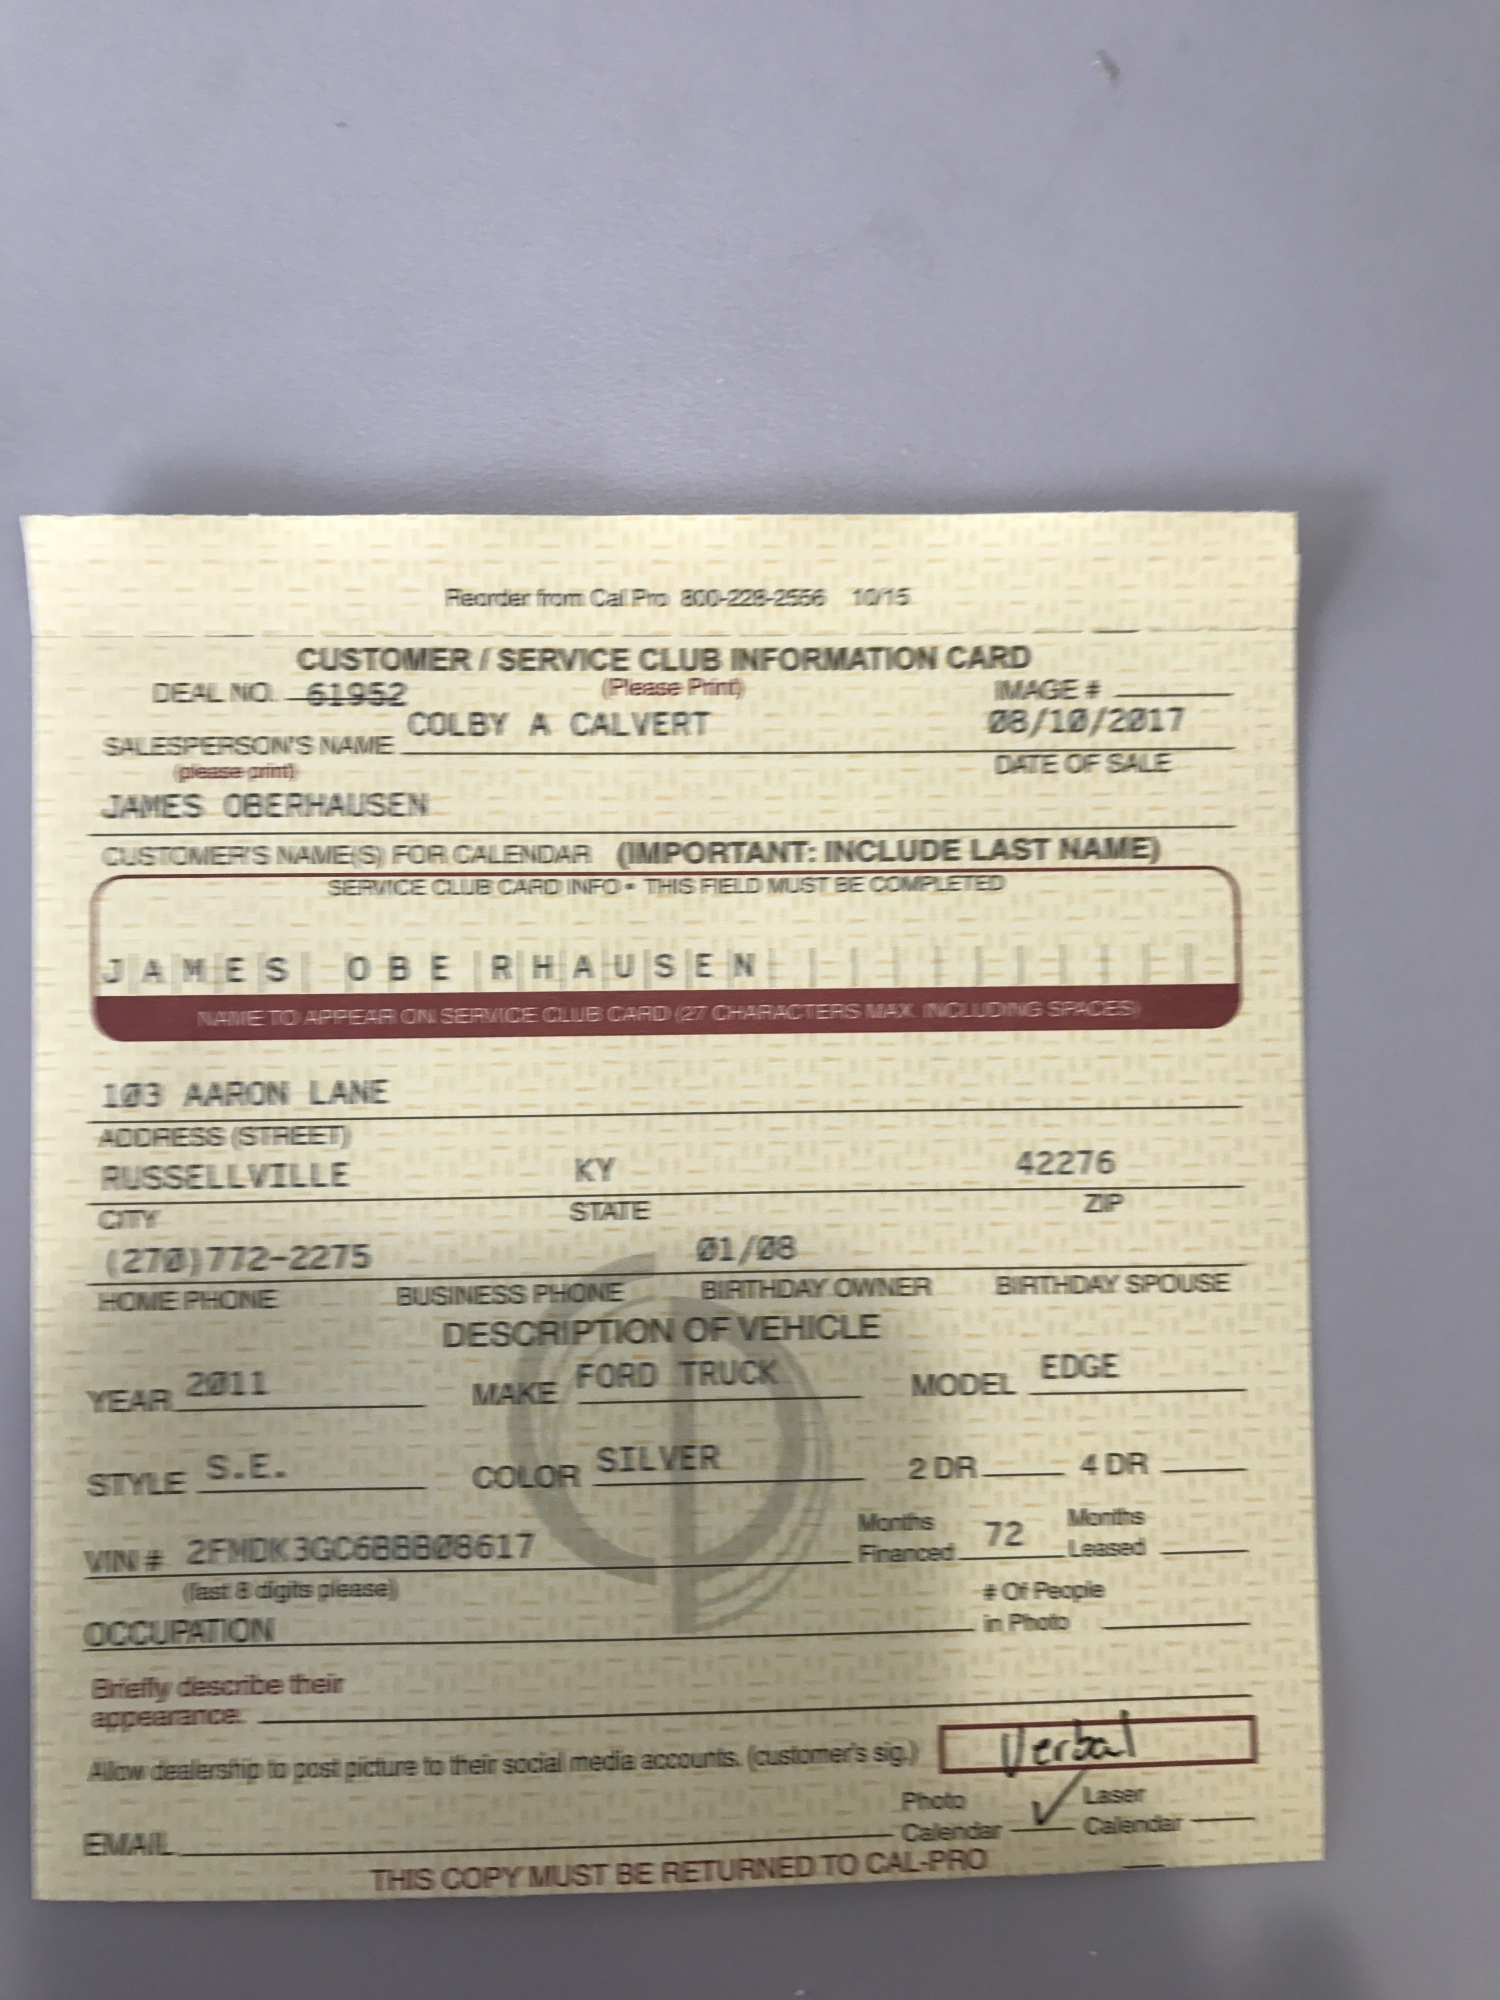 Reorder from Cal Pro 800-228-2556 10/15
CUSTOMER / SERVICE CLUB INFORMATION CARD
DEAL NO. 61952 (Please Print) IMAGE #
COLBY A CALVERT 08/10/2017
SALESPERSON'S NAME
(please print) DATE OF SALE
JAMES OBERHAUSEN
CUSTOMER'S NAME(S) FOR CALENDAR (IMPORTANT: INCLUDE LAST NAME)
SERVICE CLUB CARD INFO • THIS FIELD MUST BE COMPLETED
JAMES OBERHAUSEN
NAME TO APPEAR ON SERVICE CLUB CARD (27 CHARACTERS MAX. INCLUDING SPACES)
103 AARON LANE
ADDRESS (STREET)
RUSSELLVILLE KY 42276
CITY STATE ZIP
(270)772-2275 01/08
HOME PHONE BUSINESS PHONE BIRTHDAY OWNER BIRTHDAY SPOUSE
DESCRIPTION OF VEHICLE
YEAR 2011 MAKE FORD TRUCK MODEL EDGE
STYLE S.E. COLOR SILVER 2 DR 4 DR
VIN # Months Financed 72 Months Leased
(last 8 digits please) # Of People
OCCUPATION in Photo
Briefly describe their
appearance:
Allow dealership to post picture to their social media accounts. (customer's sig.) Verbal
Photo Calendar ✓ Laser Calendar
EMAIL
THIS COPY MUST BE RETURNED TO CAL-PRO